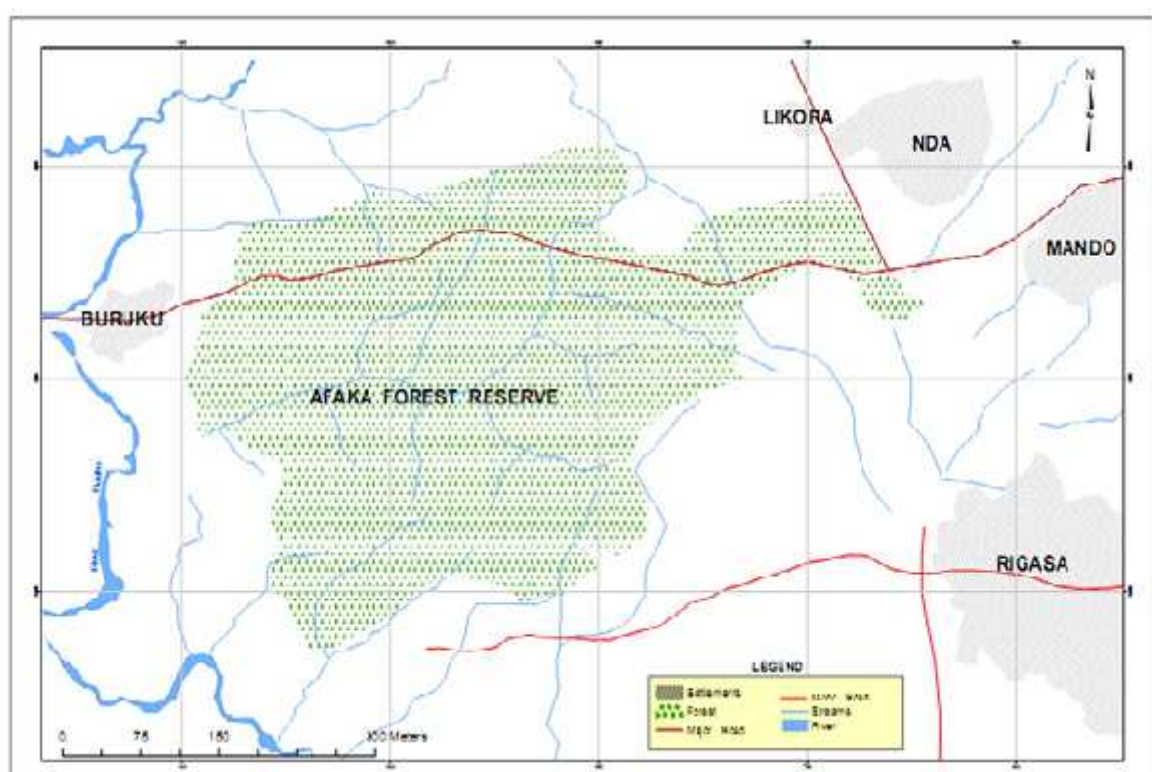 N
LIKORA
NDA
MANDO
BURJKU
AFAKA FOREST RESERVE
RIGASA
LEGEND
Settlements
Forest
Major Road
Streams
River
0 75 150 300 Meters